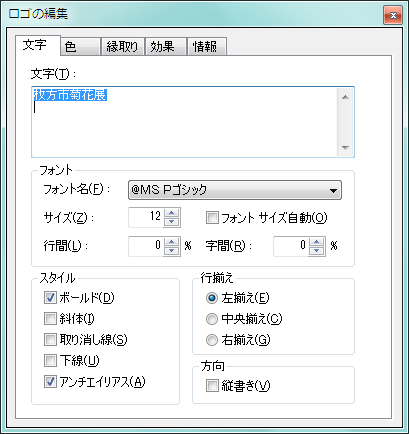 ロゴの編集
文字 色 縁取り 効果 情報
文字(T):
枚方市菊花展
フォント
フォント名(F): @MS Pゴシック
サイズ(Z): 12 フォント サイズ自動(O)
行間(L): 0 % 字間(R): 0 %
スタイル
ボールド(D)
斜体(I)
取り消し線(S)
下線(U)
アンチエイリアス(A)
行揃え
左揃え(E)
中央揃え(C)
右揃え(G)
方向
縦書き(V)